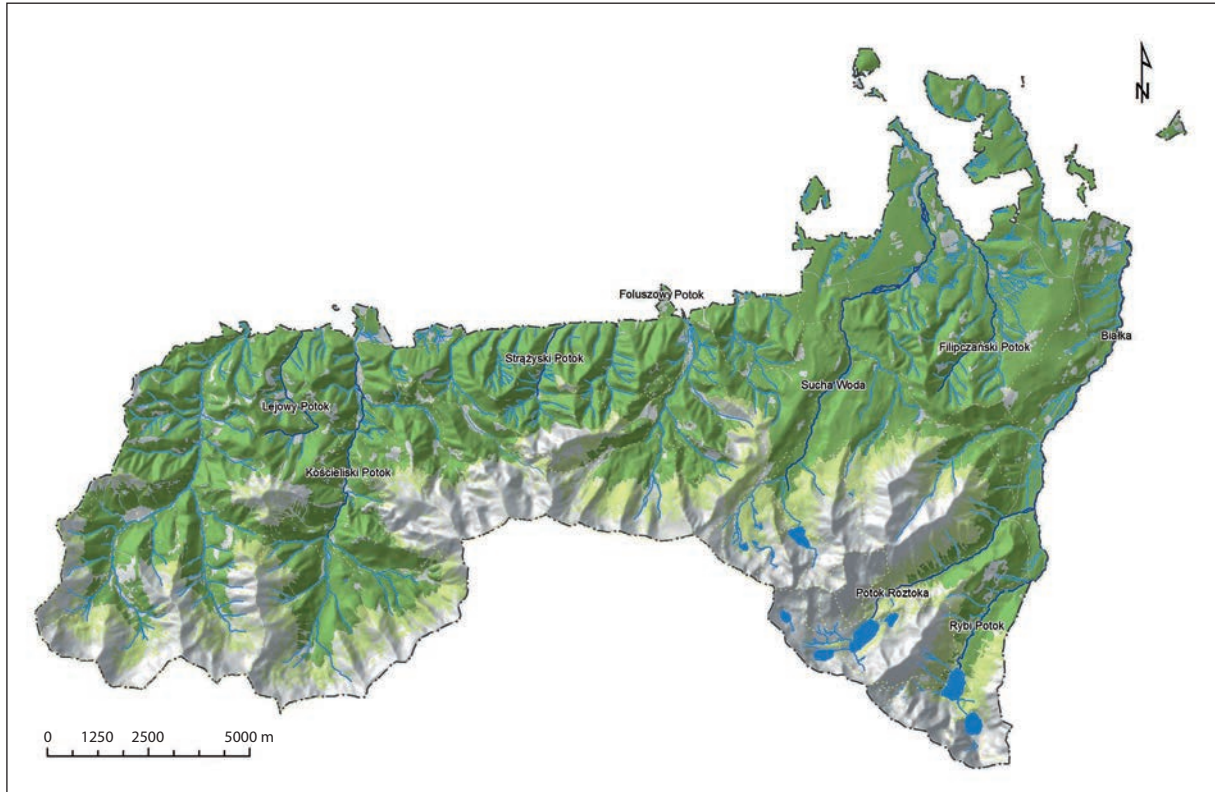 N
Foluszowy Potok
Strążyski Potok
Filipczański Potok
Białka
Sucha Woda
Lejowy Potok
Kościeliski Potok
Potok Roztoka
Rybi Potok
0 1250 2500 5000 m